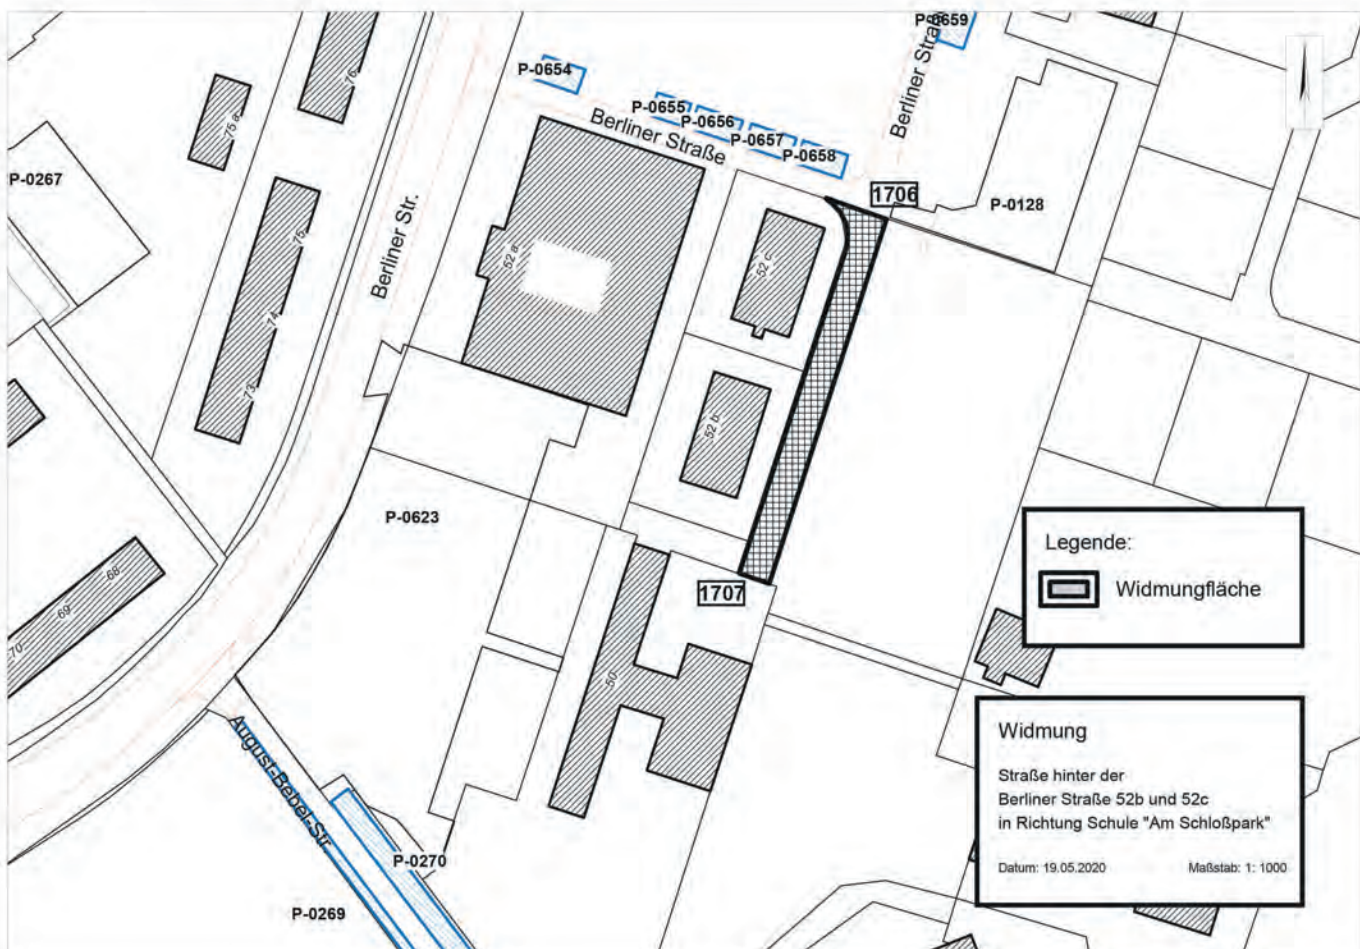 P-0659
Berliner Straße
P-0654
76
P-0655
P-0656
P-0657
P-0658
Berliner Straße
75 a
P-0267
1706
P-0128
Berliner Str.
75
52 a
52 c
74
73
52 b
P-0623
Legende:
Widmungfläche
68
69
70
1707
50
August-Bebel-Str.
P-0270
P-0269
Widmung
Straße hinter der
Berliner Straße 52b und 52c
in Richtung Schule "Am Schloßpark"
Datum: 19.05.2020 Maßstab: 1: 1000